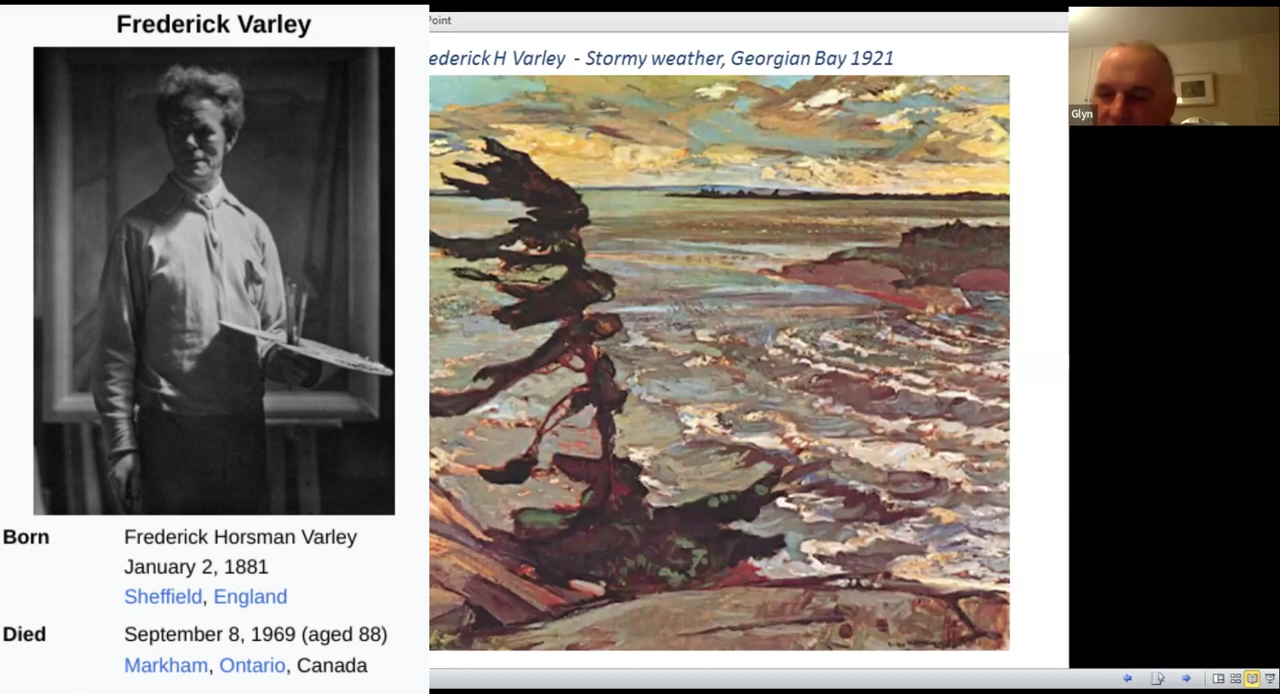 Frederick Varley
Point
ederick H Varley - Stormy weather, Georgian Bay 1921
Glyn
Born Frederick Horsman Varley
January 2, 1881
Sheffield, England
Died September 8, 1969 (aged 88)
Markham, Ontario, Canada